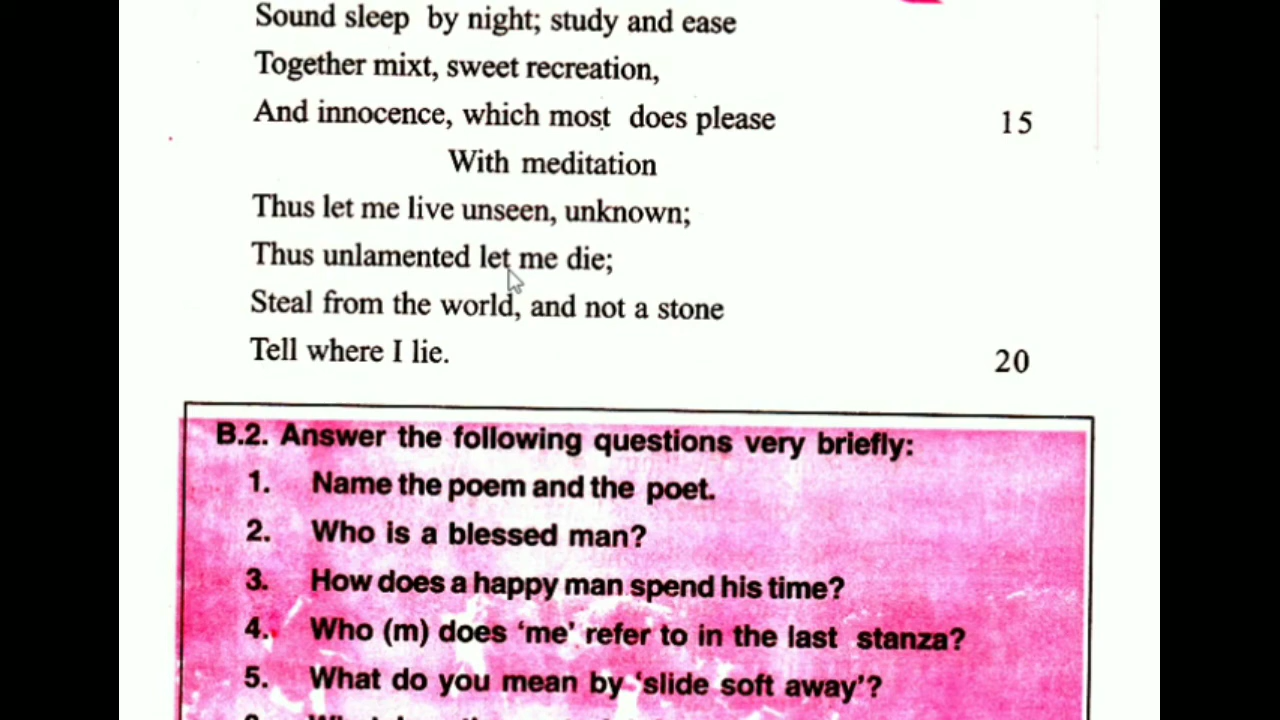 Sound sleep by night; study and ease
Together mixt, sweet recreation,
And innocence, which most does please 15
With meditation
Thus let me live unseen, unknown;
Thus unlamented let me die;
Steal from the world, and not a stone
Tell where I lie. 20
B.2. Answer the following questions very briefly:
1. Name the poem and the poet.
2. Who is a blessed man?
3. How does a happy man spend his time?
4. Who (m) does ‘me’ refer to in the last stanza?
5. What do you mean by ‘slide soft away’?